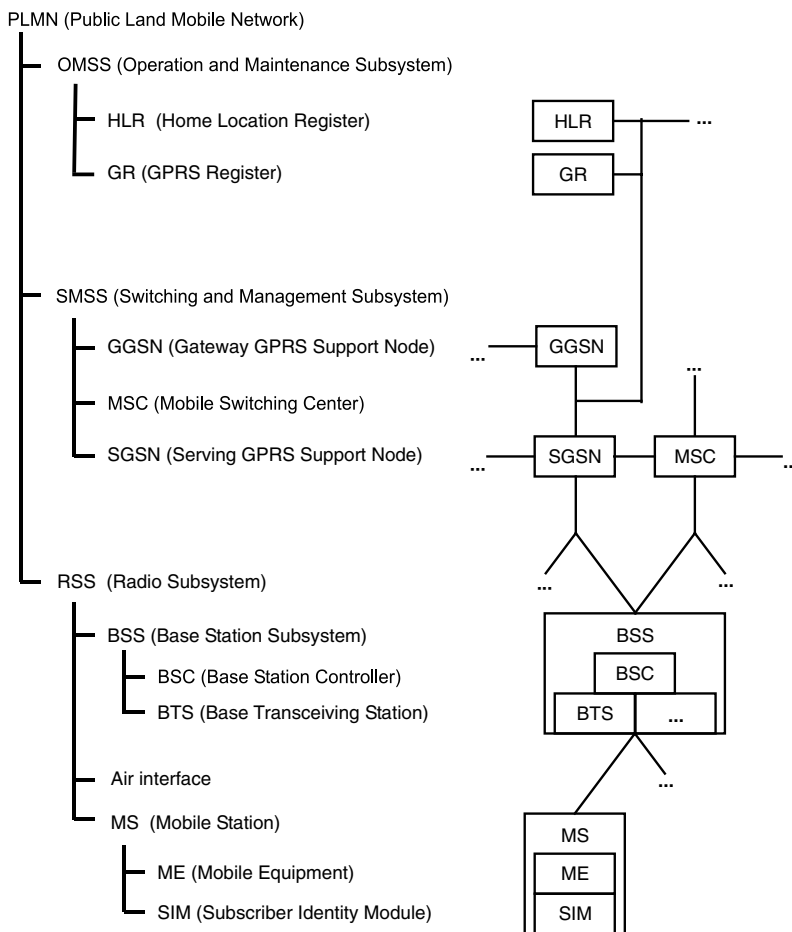 PLMN (Public Land Mobile Network)
OMSS (Operation and Maintenance Subsystem)
HLR (Home Location Register)
HLR
...
GR (GPRS Register)
GR
SMSS (Switching and Management Subsystem)
GGSN (Gateway GPRS Support Node)
...
GGSN
...
MSC (Mobile Switching Center)
SGSN (Serving GPRS Support Node)
...
SGSN
MSC
...
RSS (Radio Subsystem)
...
...
BSS (Base Station Subsystem)
BSS
BSC (Base Station Controller)
BSC
BTS (Base Transceiving Station)
BTS
...
Air interface
...
MS (Mobile Station)
MS
ME (Mobile Equipment)
ME
SIM (Subscriber Identity Module)
SIM